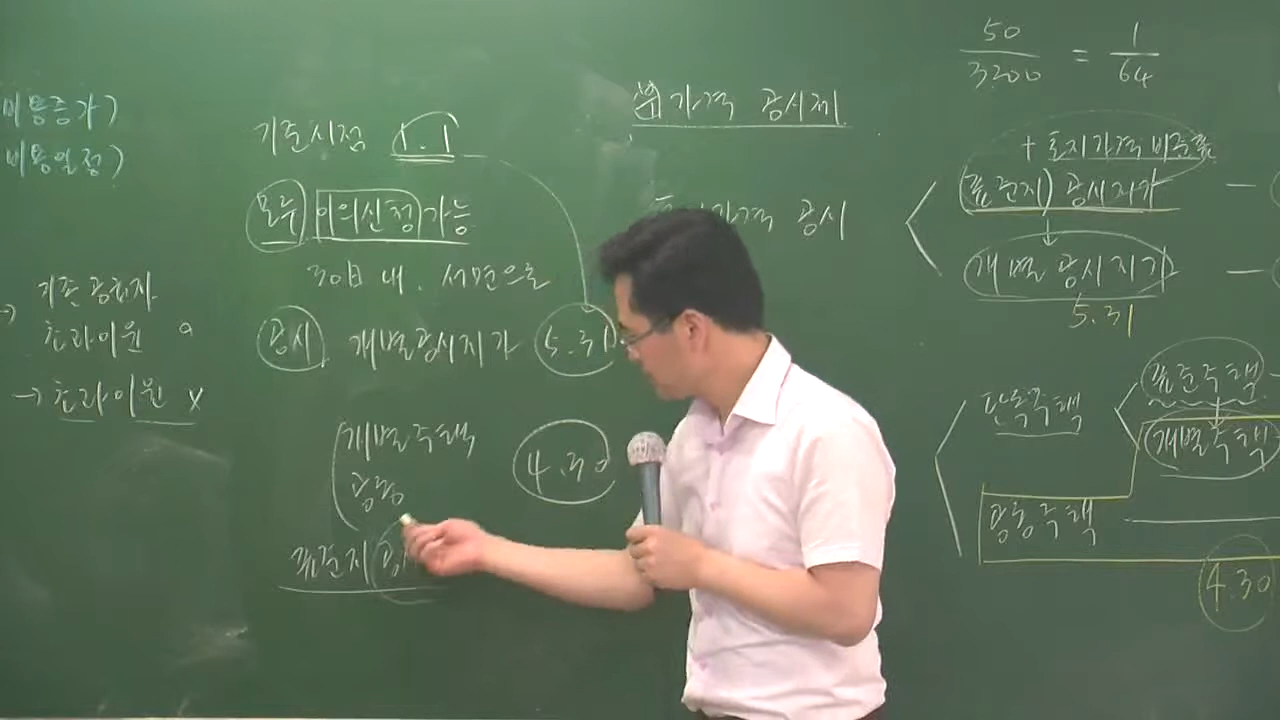 비용증가)
비용일정)
기존공급자
초과이윤 0
→ 초과이윤 X
기준시점 1.1
모두 이의신청 가능
30日 내. 서면으로
공시 개별공시지가 5.31
개별주택
공동
4.30
표준지 공
가격 공시제
가격 공시
50/3200 = 1/64
+ 토지가격비준표
(표준지) 공시지가 —
↓
개별공시지가 —
5.31
단독주택
표준주택
개별주택
공동주택
4.30